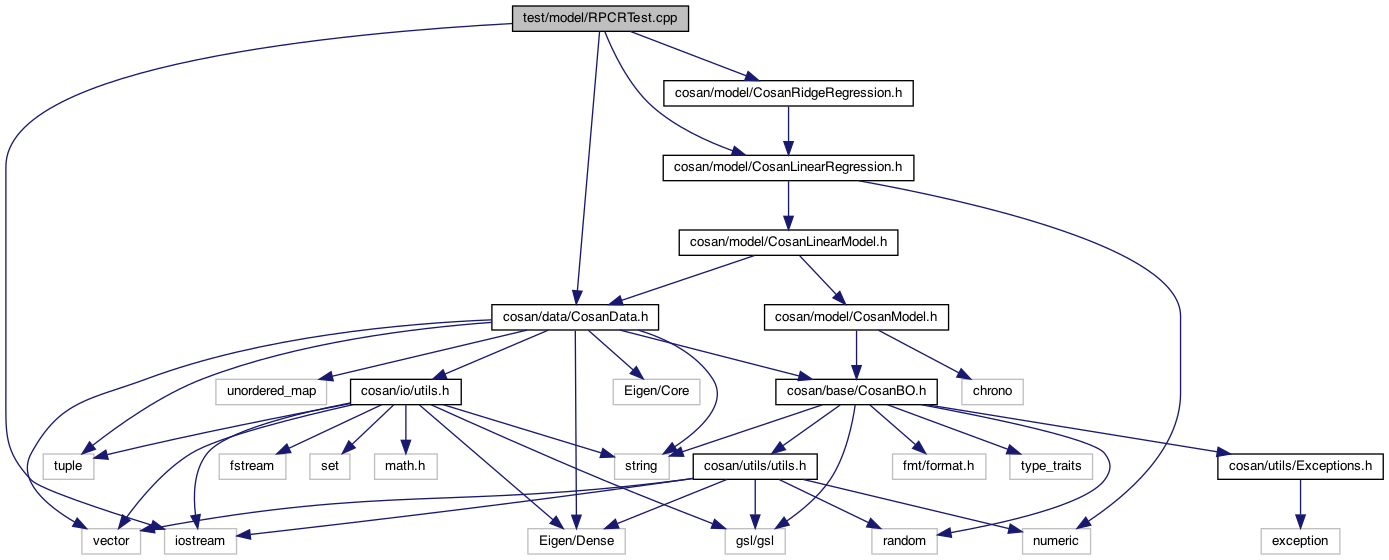 test/model/RPCRTest.cpp
cosan/model/CosanRidgeRegression.h
cosan/model/CosanLinearRegression.h
cosan/model/CosanLinearModel.h
cosan/data/CosanData.h
cosan/model/CosanModel.h
unordered_map
cosan/io/utils.h
Eigen/Core
cosan/base/CosanBO.h
chrono
tuple
fstream
set
math.h
string
cosan/utils/utils.h
fmt/format.h
type_traits
cosan/utils/Exceptions.h
vector
iostream
Eigen/Dense
gsl/gsl
random
numeric
exception